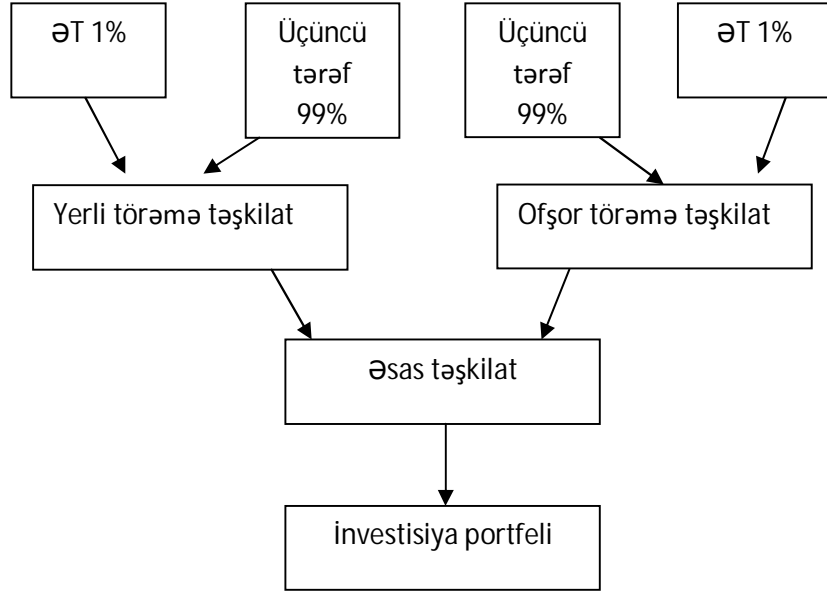 ƏT 1%
Üçüncü
tərəf
99%
Üçüncü
tərəf
99%
ƏT 1%
Yerli törəmə təşkilat
Ofşor törəmə təşkilat
Əsas təşkilat
İnvestisiya portfeli